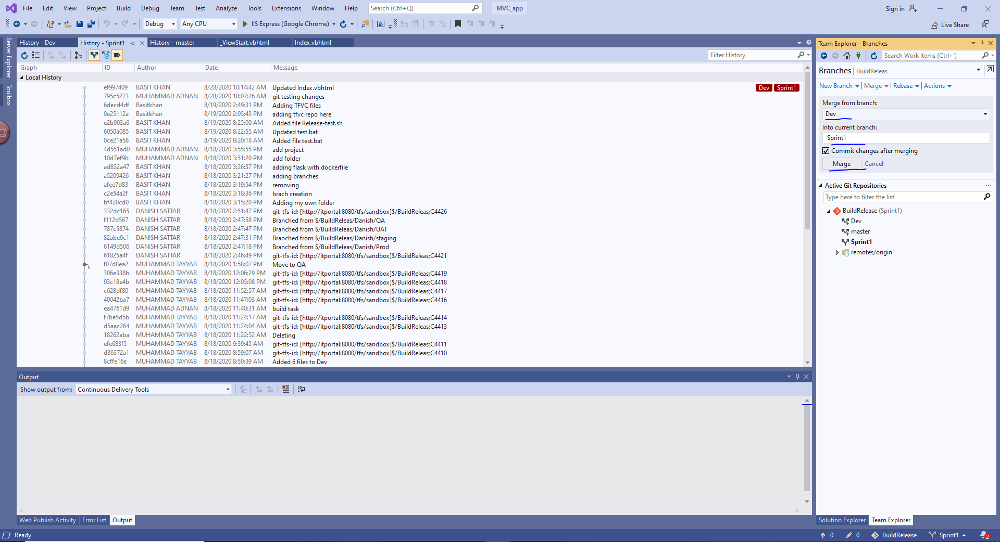 File Edit View Project Build Debug Team Test Analyze Tools Extensions Window Help Search (Ctrl+Q) MVC_app Sign in
Debug Any CPU IIS Express (Google Chrome) Live Share
Server Explorer
Toolbox
History - Dev History - Sprint1 History - master _ViewStart.vbhtml Index.vbhtml
Filter History
Graph ID Author Date Message
Local History
ef997409 BASIT KHAN 8/28/2020 10:14:42 AM Updated Index.vbhtml Dev Sprint1
795c5273 MUHAMMAD ADNAN 8/28/2020 10:07:26 AM git testing changes
6decd4df Basitkhan 8/19/2020 2:49:31 PM Adding TFVC files
9e25112a Basitkhan 8/19/2020 2:05:43 PM adding tfvc repo here
e2b903a6 BASIT KHAN 8/19/2020 8:25:00 AM Added file Release-test.sh
6050a085 BASIT KHAN 8/19/2020 8:22:55 AM Updated test.bat
0ce21a58 BASIT KHAN 8/19/2020 8:20:18 AM Added file test.bat
4d551ad0 MUHAMMAD ADNAN 8/18/2020 3:55:55 PM add project
10d7ef9b MUHAMMAD ADNAN 8/18/2020 3:51:20 PM add folder
ad832a47 BASIT KHAN 8/18/2020 3:26:37 PM adding flask with dockerfile
a5209426 BASIT KHAN 8/18/2020 3:21:27 PM adding branches
afee7d83 BASIT KHAN 8/18/2020 3:19:54 PM removing
c2e54a2f BASIT KHAN 8/18/2020 3:18:36 PM brach creation
bf420cd0 BASIT KHAN 8/18/2020 3:15:20 PM Adding my own folder
332dc165 DANISH SATTAR 8/18/2020 2:51:47 PM git-tfs-id: [http://itportal:8080/tfs/sandbox]$/BuildReleas;C4426
f112d567 DANISH SATTAR 8/18/2020 2:47:58 PM Branched from $/BuildReleas/Danish/QA
787c5874 DANISH SATTAR 8/18/2020 2:47:47 PM Branched from $/BuildReleas/Danish/UAT
82abe0c1 DANISH SATTAR 8/18/2020 2:47:31 PM Branched from $/BuildReleas/Danish/staging
6149d506 DANISH SATTAR 8/18/2020 2:47:18 PM Branched from $/BuildReleas/Danish/Prod
61825a4f DANISH SATTAR 8/18/2020 2:46:49 PM git-tfs-id: [http://itportal:8080/tfs/sandbox]$/BuildReleas;C4421
f07d8ea2 MUHAMMAD TAYYAB 8/18/2020 1:58:07 PM Move to QA
306e338b MUHAMMAD TAYYAB 8/18/2020 12:06:29 PM git-tfs-id: [http://itportal:8080/tfs/sandbox]$/BuildReleas;C4419
03c18e4b MUHAMMAD TAYYAB 8/18/2020 12:05:08 PM git-tfs-id: [http://itportal:8080/tfs/sandbox]$/BuildReleas;C4418
c628df80 MUHAMMAD TAYYAB 8/18/2020 11:52:57 AM git-tfs-id: [http://itportal:8080/tfs/sandbox]$/BuildReleas;C4417
40042ba7 MUHAMMAD TAYYAB 8/18/2020 11:47:03 AM git-tfs-id: [http://itportal:8080/tfs/sandbox]$/BuildReleas;C4416
ea4761d9 MUHAMMAD ADNAN 8/18/2020 11:40:31 AM build task
f7be5d5b MUHAMMAD TAYYAB 8/18/2020 11:24:17 AM git-tfs-id: [http://itportal:8080/tfs/sandbox]$/BuildReleas;C4414
d5aac264 MUHAMMAD TAYYAB 8/18/2020 11:24:04 AM git-tfs-id: [http://itportal:8080/tfs/sandbox]$/BuildReleas;C4413
18262aba MUHAMMAD TAYYAB 8/18/2020 11:22:52 AM Deleting
efe683f5 MUHAMMAD TAYYAB 8/18/2020 9:39:45 AM git-tfs-id: [http://itportal:8080/tfs/sandbox]$/BuildReleas;C4411
d36372a1 MUHAMMAD TAYYAB 8/18/2020 8:59:07 AM git-tfs-id: [http://itportal:8080/tfs/sandbox]$/BuildReleas;C4410
8cffe16e MUHAMMAD TAYYAB 8/18/2020 8:50:39 AM Added 6 files to Dev
Output
Show output from: Continuous Delivery Tools
Web Publish Activity Error List Output
Team Explorer - Branches
Search Work Items (Ctrl+')
Branches | BuildReleas
New Branch Merge Rebase Actions
Merge from branch:
Dev
Into current branch:
Sprint1
Commit changes after merging
Merge Cancel
Active Git Repositories
Type here to filter the list
BuildRelease (Sprint1)
Dev
master
Sprint1
remotes/origin
Solution Explorer Team Explorer
Ready 0 0 BuildRelease Sprint1 2